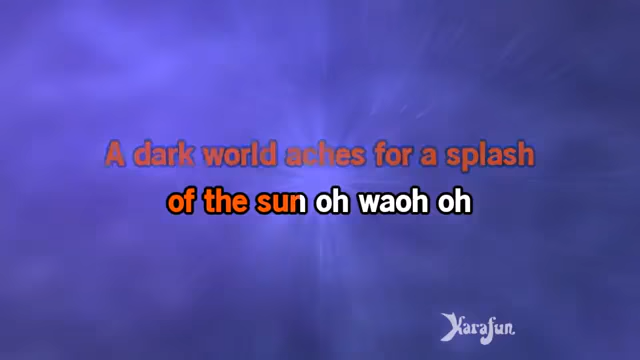 A dark world aches for a splash
of the sun oh waoh oh
Karafun